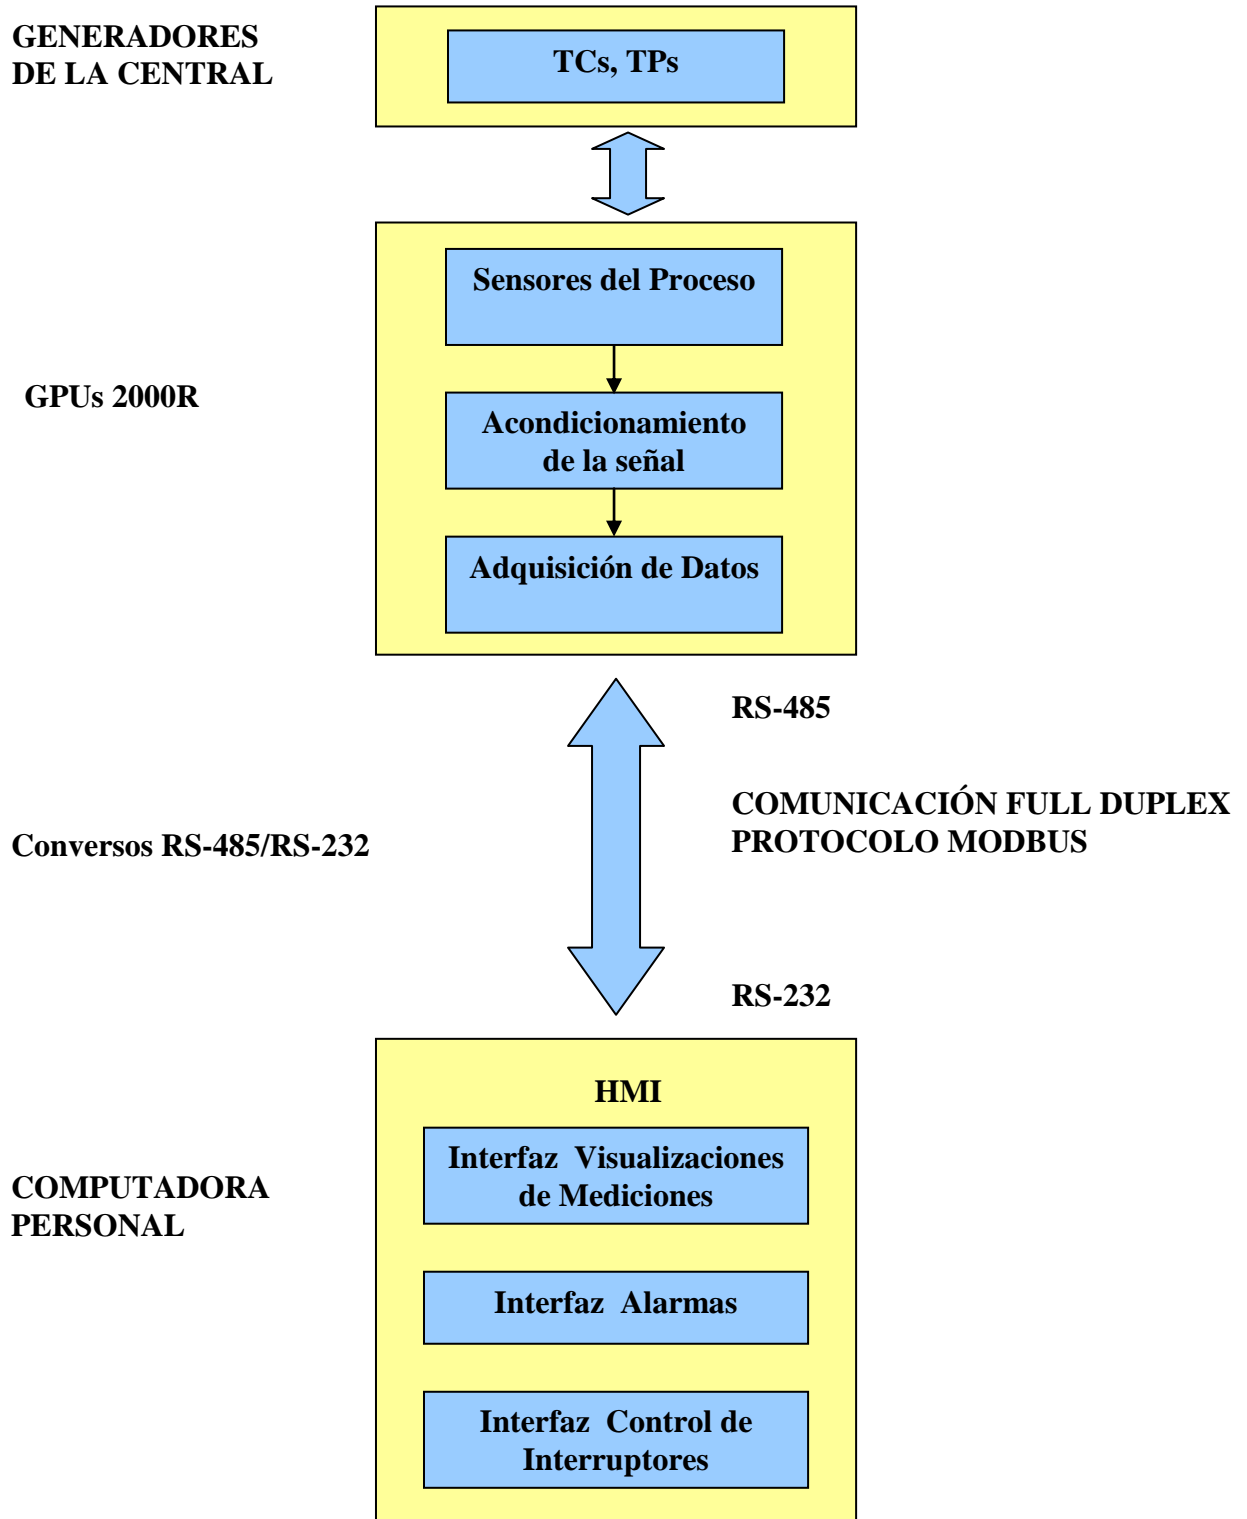 GENERADORES
DE LA CENTRAL
TCs, TPs
Sensores del Proceso
GPUs 2000R
Acondicionamiento
de la señal
Adquisición de Datos
RS-485
COMUNICACIÓN FULL DUPLEX
PROTOCOLO MODBUS
Conversos RS-485/RS-232
RS-232
HMI
Interfaz Visualizaciones
de Mediciones
COMPUTADORA
PERSONAL
Interfaz Alarmas
Interfaz Control de
Interruptores